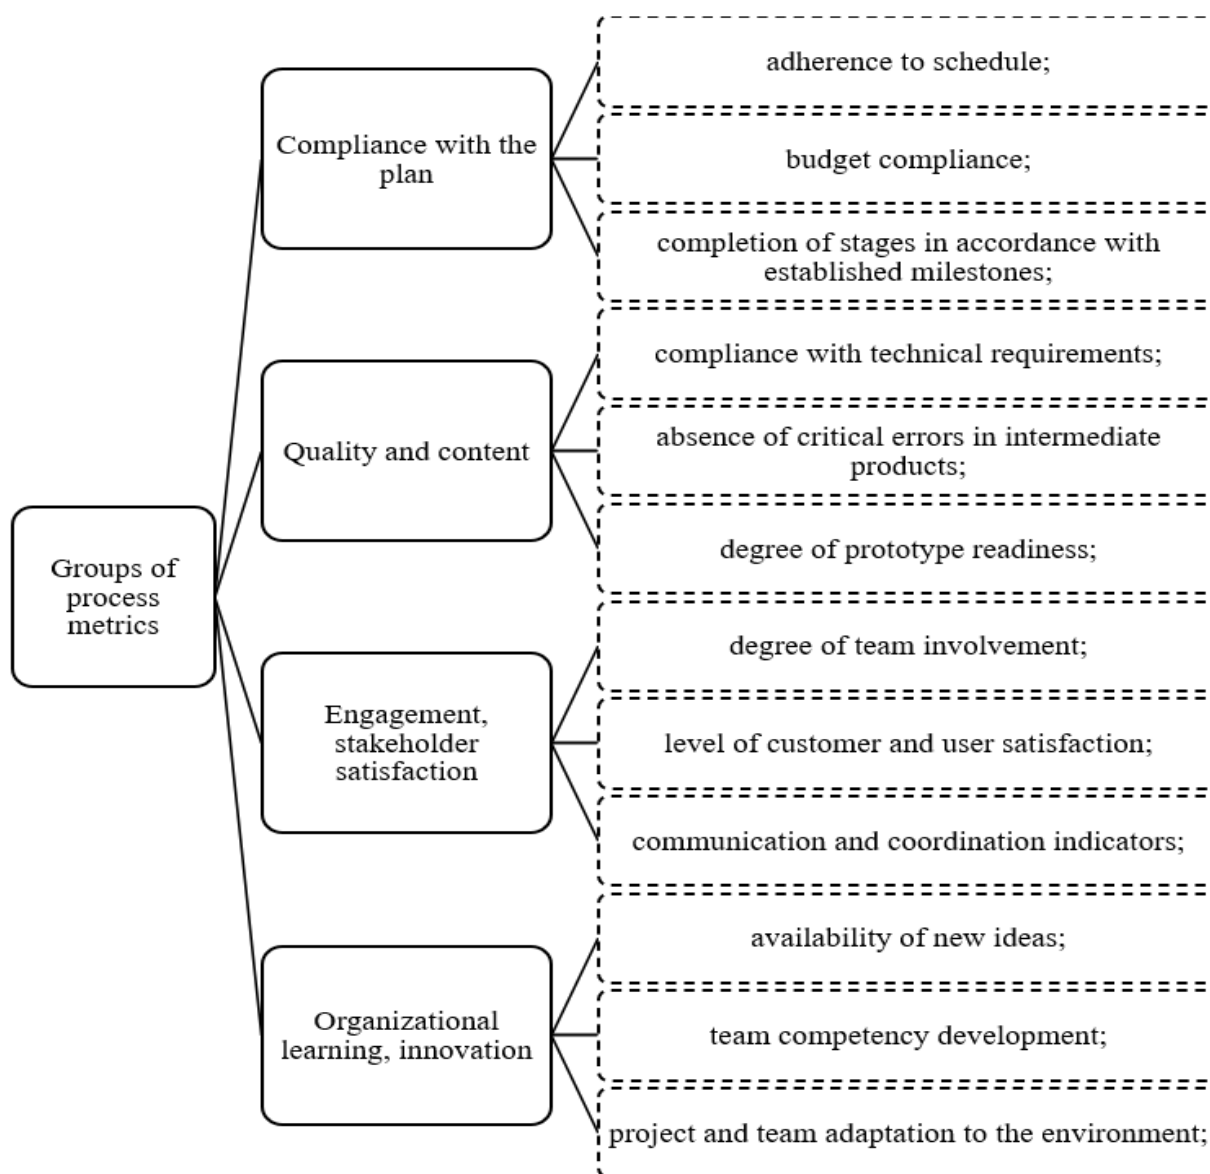 Groups of
process
metrics
Compliance with the
plan
adherence to schedule;
budget compliance;
completion of stages in accordance with
established milestones;
Quality and content
compliance with technical requirements;
absence of critical errors in intermediate
products;
degree of prototype readiness;
Engagement,
stakeholder
satisfaction
degree of team involvement;
level of customer and user satisfaction;
communication and coordination indicators;
Organizational
learning, innovation
availability of new ideas;
team competency development;
project and team adaptation to the environment;